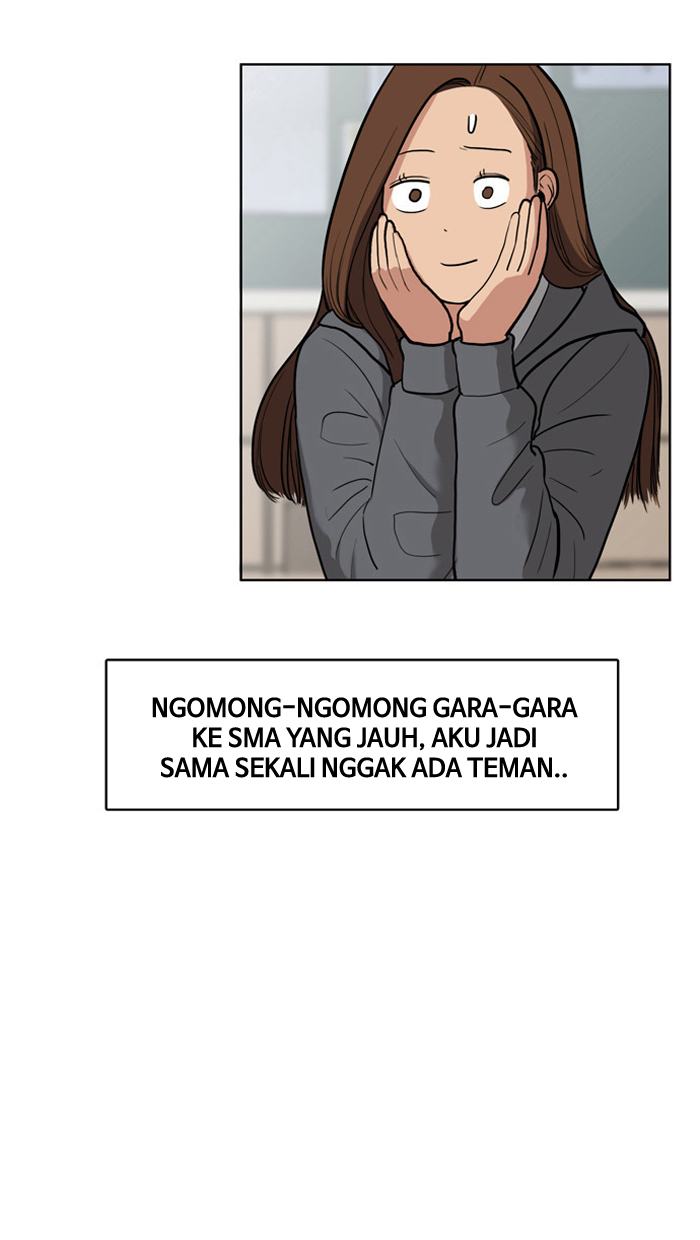 NGOMONG-NGOMONG GARA-GARA
KE SMA YANG JAUH, AKU JADI
SAMA SEKALI NGGAK ADA TEMAN..